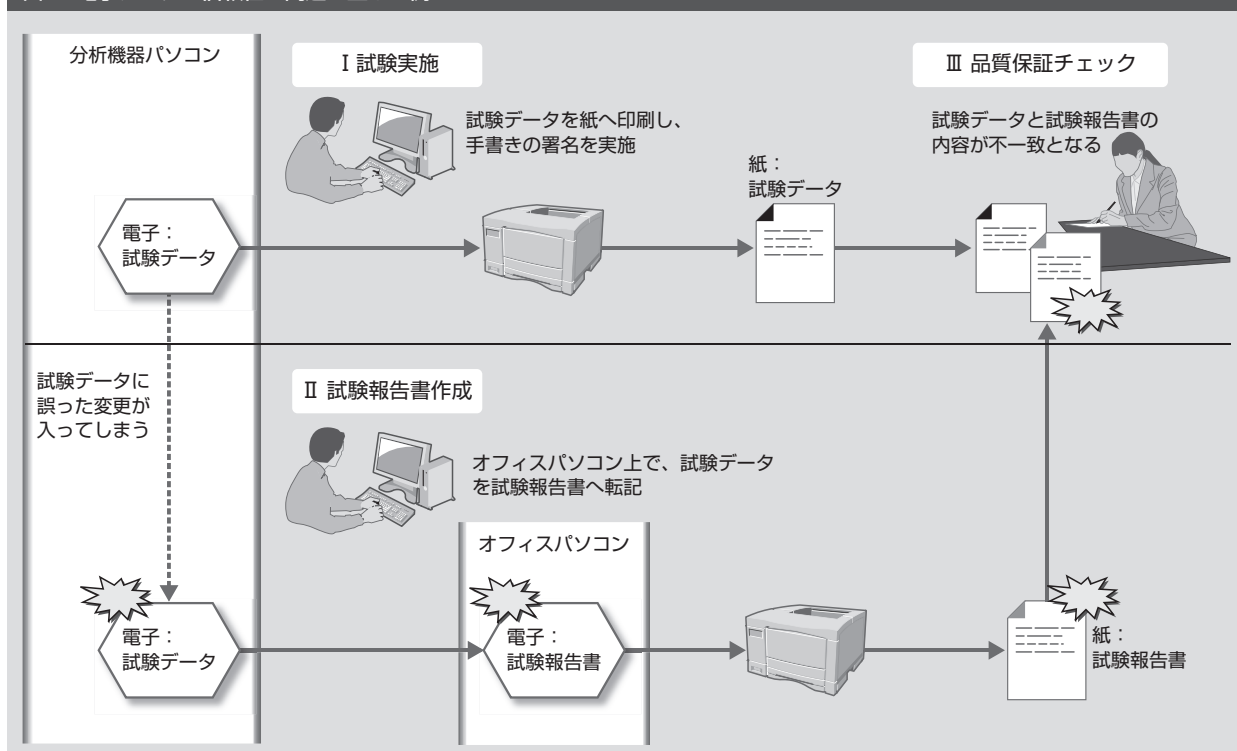 分析機器パソコン
Ⅰ 試験実施
試験データを紙へ印刷し、
手書きの署名を実施
紙：
試験データ
Ⅲ 品質保証チェック
試験データと試験報告書の
内容が不一致となる
電子：
試験データ
試験データに
誤った変更が
入ってしまう
Ⅱ 試験報告書作成
オフィスパソコン上で、試験データ
を試験報告書へ転記
オフィスパソコン
電子：
試験データ
電子：
試験報告書
紙：
試験報告書